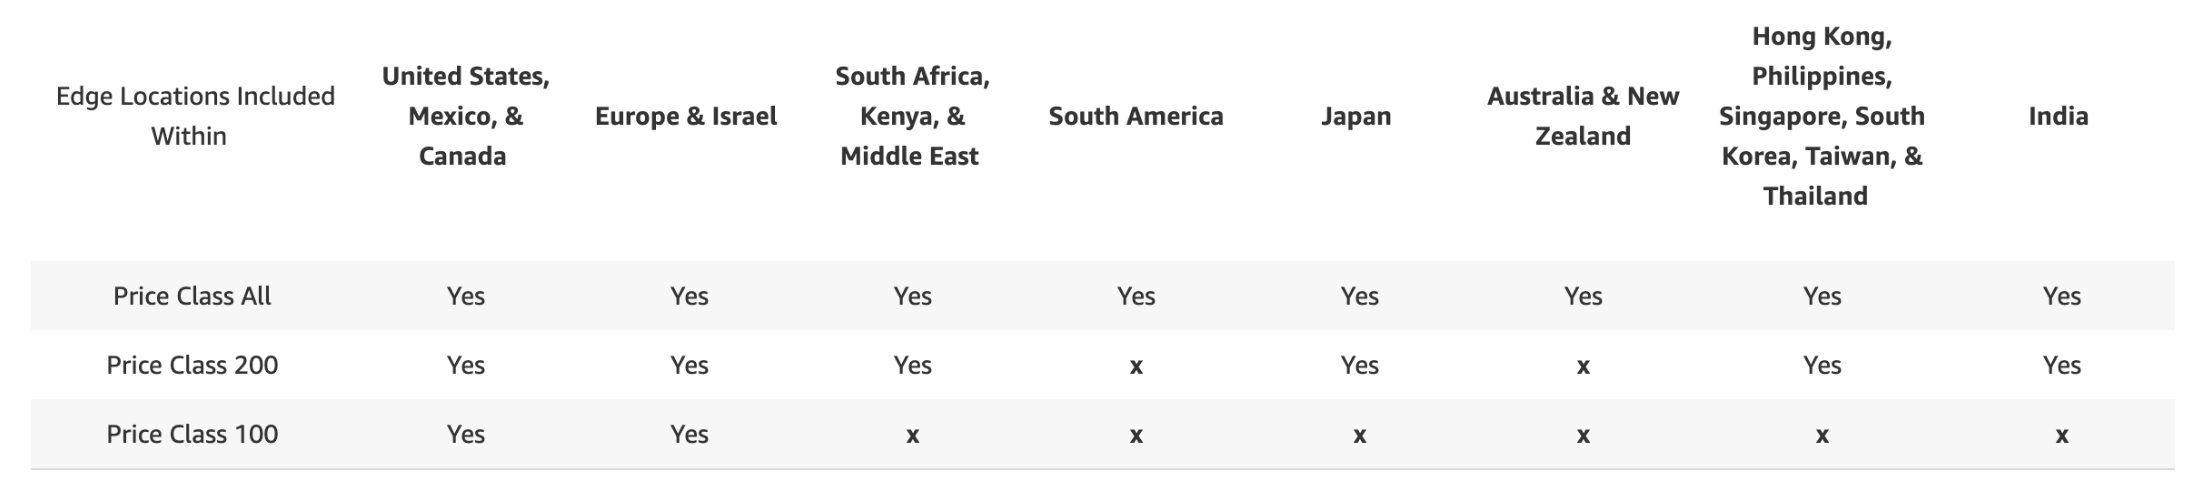 Edge Locations Included
Within
United States,
Mexico, &
Canada
Europe & Israel
South Africa,
Kenya, &
Middle East
South America
Japan
Australia & New
Zealand
Hong Kong,
Philippines,
Singapore, South
Korea, Taiwan, &
Thailand
India
Price Class All Yes Yes Yes Yes Yes Yes Yes Yes
Price Class 200 Yes Yes Yes x Yes x Yes Yes
Price Class 100 Yes Yes x x x x x x